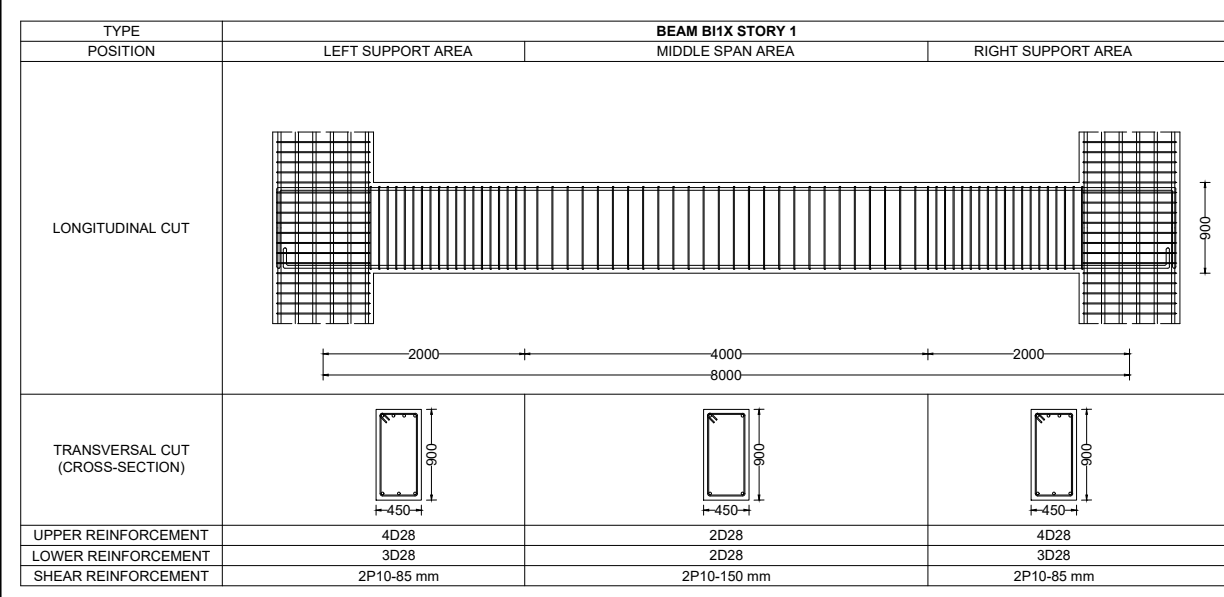 TYPE BEAM BI1X STORY 1
POSITION LEFT SUPPORT AREA MIDDLE SPAN AREA RIGHT SUPPORT AREA
LONGITUDINAL CUT
900
2000 4000 2000
8000
TRANSVERSAL CUT
(CROSS-SECTION)
900 900 900
450 450 450
UPPER REINFORCEMENT 4D28 2D28 4D28
LOWER REINFORCEMENT 3D28 2D28 3D28
SHEAR REINFORCEMENT 2P10-85 mm 2P10-150 mm 2P10-85 mm